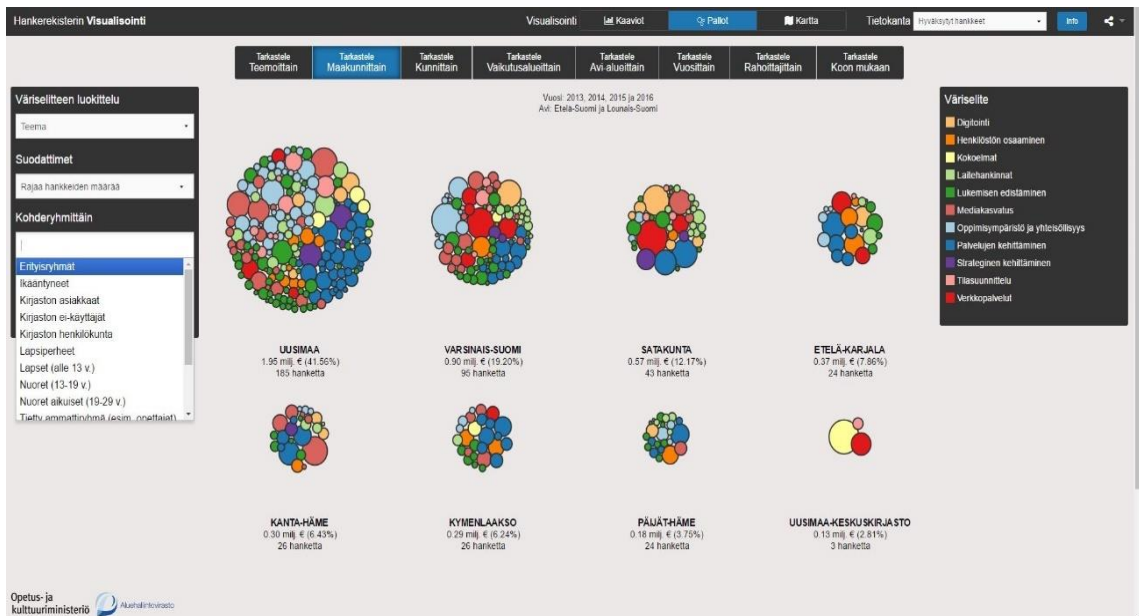 Hankerekisterin Visualisointi
Visualisointi
Kaaviot
Pallot
Kartta
Tietokanta
Hyväksytyt hankkeet
Info
Tarkastele Teemoittain
Tarkastele Maakunnittain
Tarkastele Kunnittain
Tarkastele Vaikutusalueittain
Tarkastele Avi-alueittain
Tarkastele Vuosittain
Tarkastele Rahoittajittain
Tarkastele Koon mukaan
Väriselitteen luokittelu
Teema
Suodattimet
Rajaa hankkeiden määrää
Kohderyhmittäin
Erityisryhmät
Ikääntyneet
Kirjaston asiakkaat
Kirjaston ei-käyttäjät
Kirjaston henkilökunta
Lapsiperheet
Lapset (alle 13 v.)
Nuoret (13-19 v.)
Nuoret aikuiset (19-29 v.)
Tietty ammattiryhmä (esim. opettajat)
Vuosi: 2013, 2014, 2015 ja 2016
Avi: Etelä-Suomi ja Lounais-Suomi
UUSIMAA
1.95 milj. € (41.56%)
185 hanketta
VARSINAIS-SUOMI
0.90 milj. € (19.20%)
95 hanketta
SATAKUNTA
0.57 milj. € (12.17%)
43 hanketta
ETELÄ-KARJALA
0.37 milj. € (7.86%)
24 hanketta
KANTA-HÄME
0.30 milj. € (6.43%)
26 hanketta
KYMENLAAKSO
0.29 milj. € (6.24%)
26 hanketta
PÄIJÄT-HÄME
0.18 milj. € (3.75%)
24 hanketta
UUSIMAA-KESKUSKIRJASTO
0.13 milj. € (2.81%)
3 hanketta
Väriselite
Digitointi
Henkilöstön osaaminen
Kokoelmat
Laitehankinnat
Lukemisen edistäminen
Mediakasvatus
Oppimisympäristö ja yhteisöllisyys
Palvelujen kehittäminen
Strateginen kehittäminen
Tilasuunnittelu
Verkkopalvelut
Opetus- ja
kulttuuriministeriö
Aluehallintovirasto